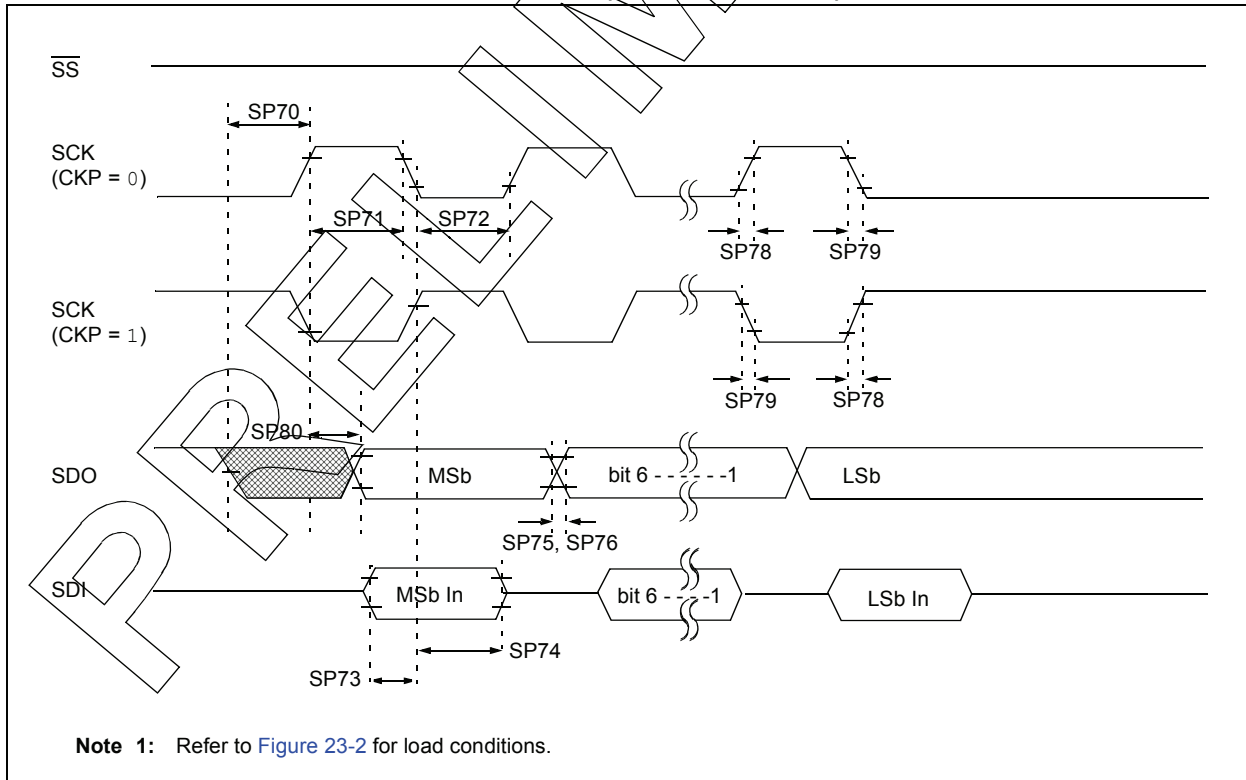 SS
SP70
SCK
(CKP = 0)
SP71 SP72
SP78 SP79
SCK
(CKP = 1)
SP79 SP78
SP80
SDO MSb bit 6 - - - - - -1 LSb
SP75, SP76
SDI MSb In bit 6 - - - - -1 LSb In
SP74
SP73
Note 1: Refer to Figure 23-2 for load conditions.
PRELIM